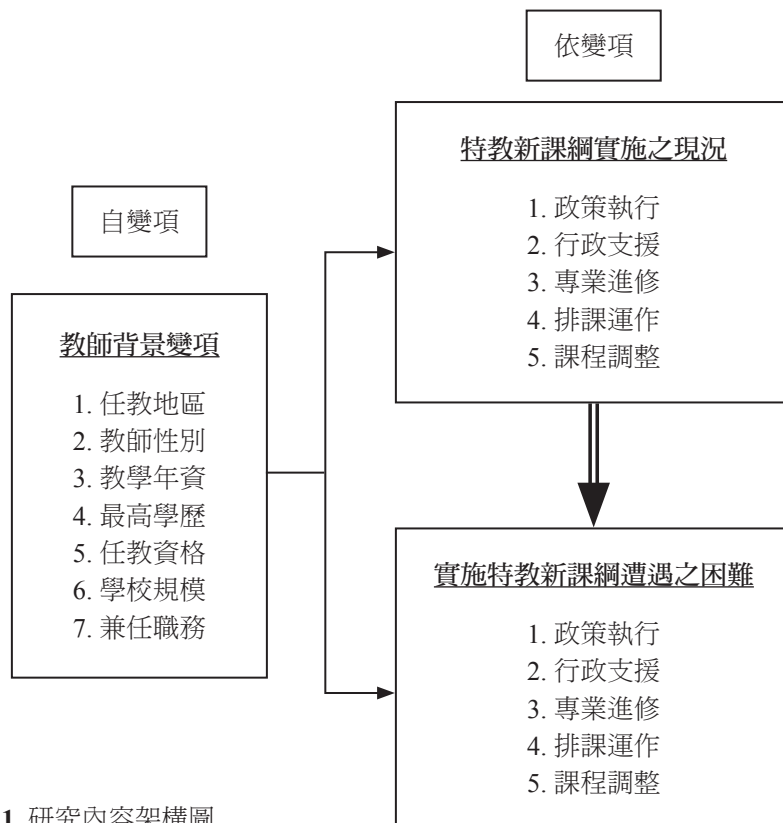 依變項
特教新課綱實施之現況
1. 政策執行
2. 行政支援
3. 專業進修
4. 排課運作
5. 課程調整
自變項
教師背景變項
1. 任教地區
2. 教師性別
3. 教學年資
4. 最高學歷
5. 任教資格
6. 學校規模
7. 兼任職務
實施特教新課綱遭遇之困難
1. 政策執行
2. 行政支援
3. 專業進修
4. 排課運作
5. 課程調整
1. 研究內容架構圖